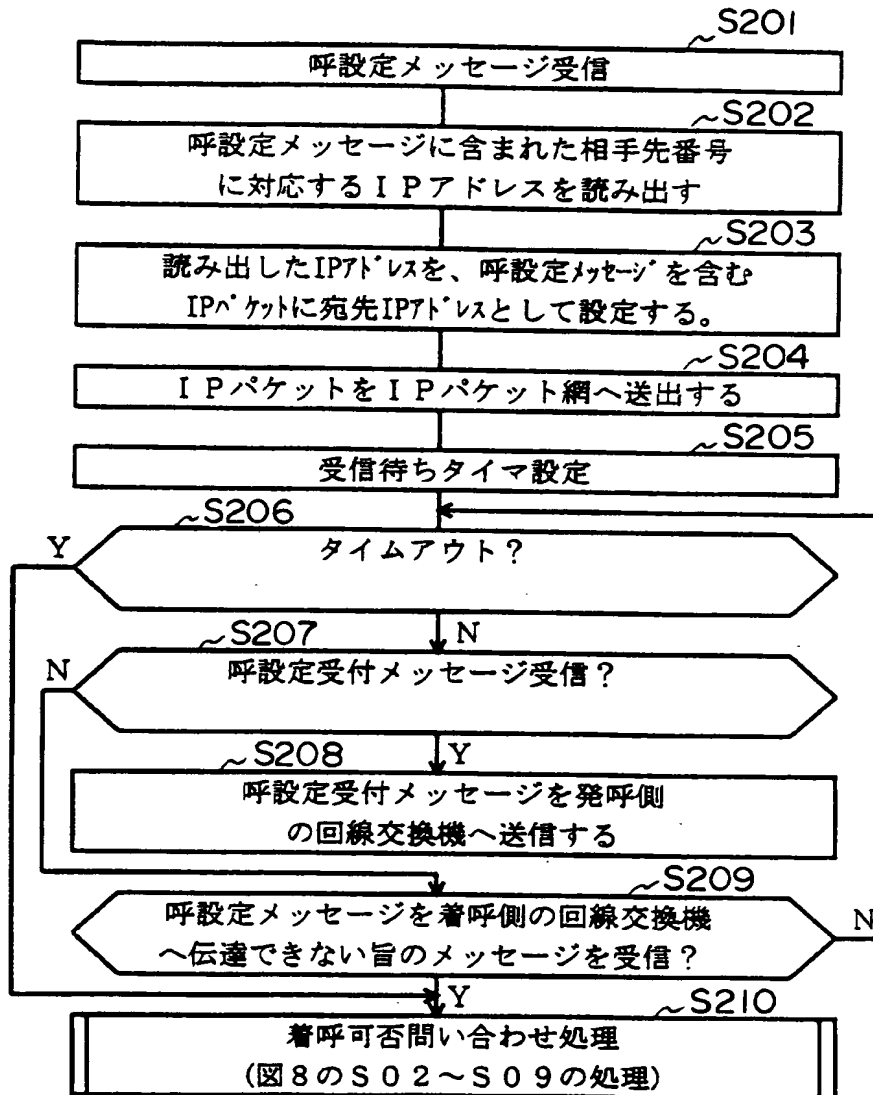 S201
呼設定メッセージ受信
S202
呼設定メッセージに含まれた相手先番号
に対応するＩＰアドレスを読み出す
S203
読み出したIPｱﾄﾞﾚｽを、呼設定ﾒｯｾｰｼﾞを含む
IPﾊﾟｹｯﾄに宛先IPｱﾄﾞﾚｽとして設定する。
S204
ＩＰパケットをＩＰパケット網へ送出する
S205
受信待ちタイマ設定
S206
Y
タイムアウト？
N
S207
N
呼設定受付メッセージ受信？
Y
S208
呼設定受付メッセージを発呼側
の回線交換機へ送信する
S209
呼設定メッセージを着呼側の回線交換機
へ伝達できない旨のメッセージを受信？
N
Y
S210
着呼可否問い合わせ処理
(図８のＳ０２～Ｓ０９の処理)